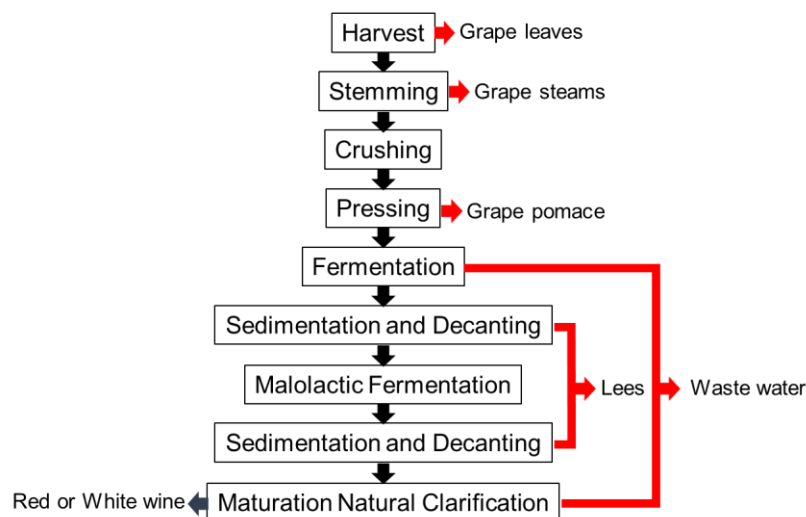 Harvest
Grape leaves
Stemming
Grape steams
Crushing
Pressing
Grape pomace
Fermentation
Sedimentation and Decanting
Malolactic Fermentation
Lees
Waste water
Sedimentation and Decanting
Red or White wine
Maturation Natural Clarification